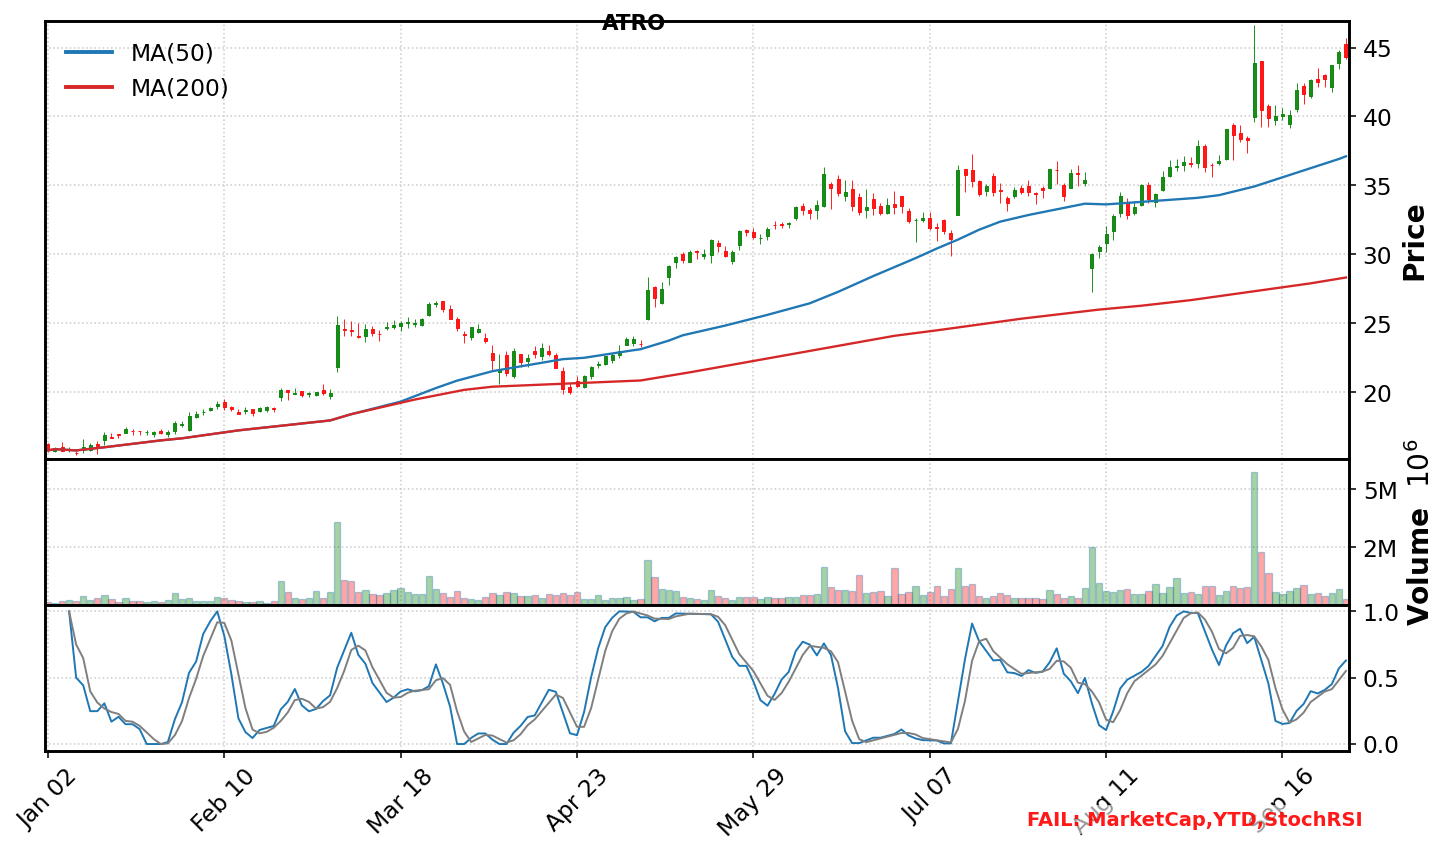 ATRO
MA(50)
MA(200)
45
40
35
30
25
20
Price
5M
2M
Volume 10^6
1.0
0.5
0.0
Jan 02
Feb 10
Mar 18
Apr 23
May 29
Jul 07
Aug 11
Sep 16
FAIL: MarketCap,YTD,StochRSI